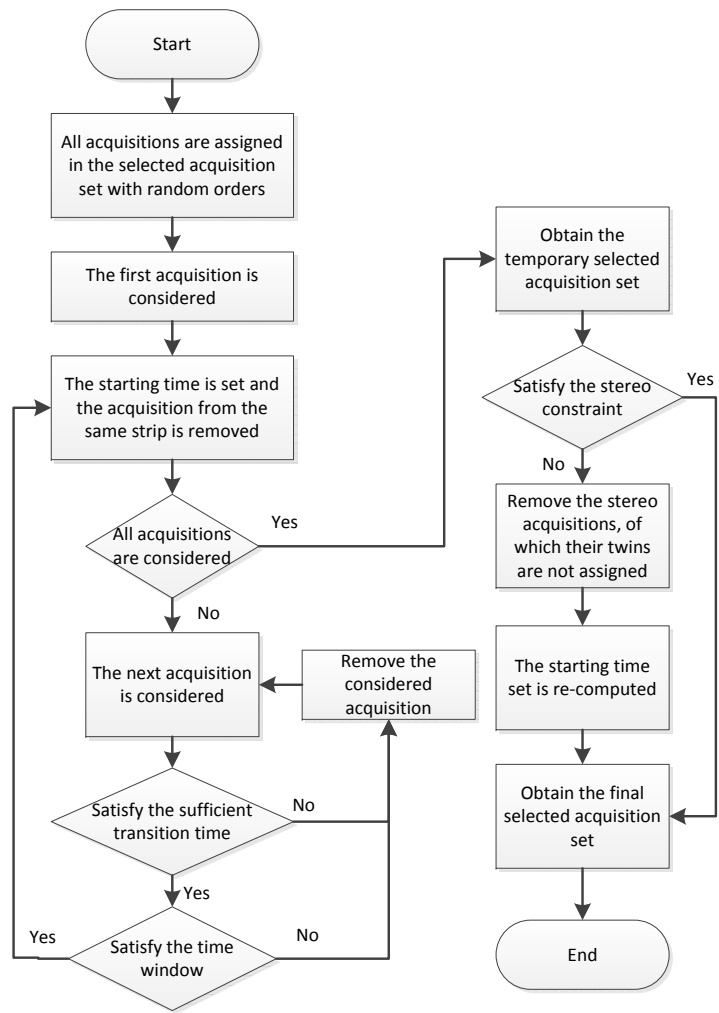 Start
All acquisitions are assigned
in the selected acquisition
set with random orders
The first acquisition is
considered
The starting time is set and
the acquisition from the
same strip is removed
All acquisitions
are considered
Yes
No
The next acquisition
is considered
Remove the
considered
acquisition
Satisfy the sufficient
transition time
No
Yes
Satisfy the time
window
Yes
No
Obtain the
temporary selected
acquisition set
Satisfy the stereo
constraint
Yes
No
Remove the stereo
acquisitions, of
which their twins
are not assigned
The starting time
set is re-computed
Obtain the final
selected acquisition
set
End